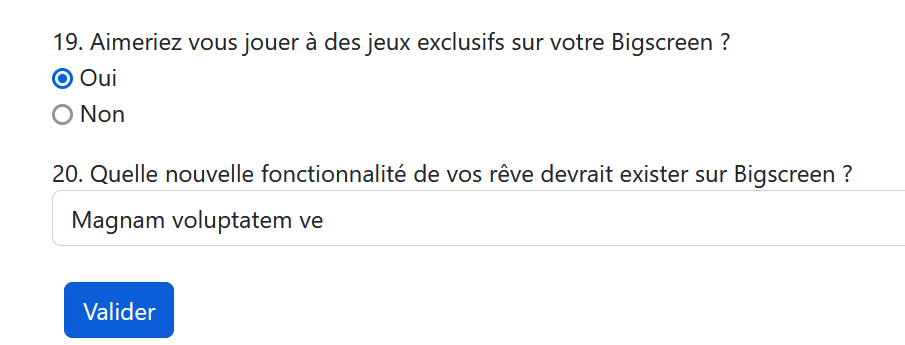 19. Aimeriez vous jouer à des jeux exclusifs sur votre Bigscreen ?
Oui
Non
20. Quelle nouvelle fonctionnalité de vos rêve devrait exister sur Bigscreen ?
Magnam voluptatem ve
Valider